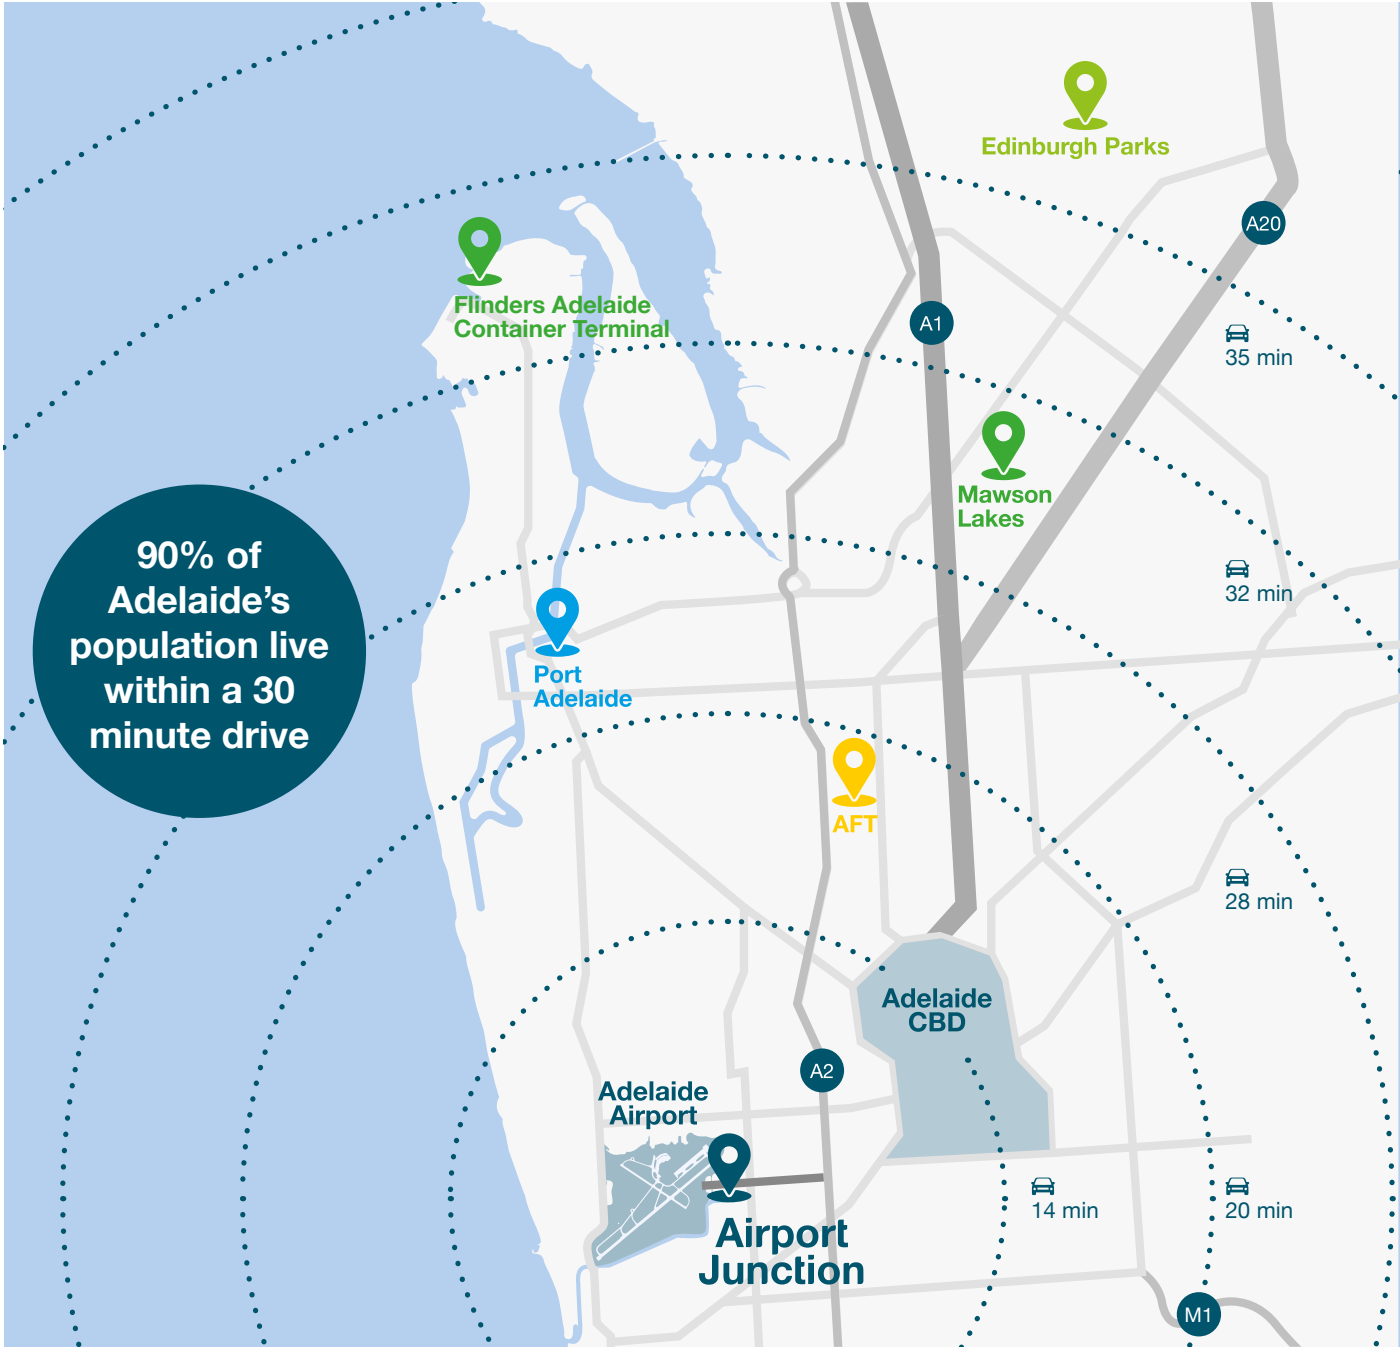 Edinburgh Parks
A20
Flinders Adelaide
Container Terminal
A1
35 min
Mawson
Lakes
90% of
Adelaide’s
population live
within a 30
minute drive
32 min
Port
Adelaide
AFT
28 min
Adelaide
CBD
A2
Adelaide
Airport
14 min
20 min
Airport
Junction
M1